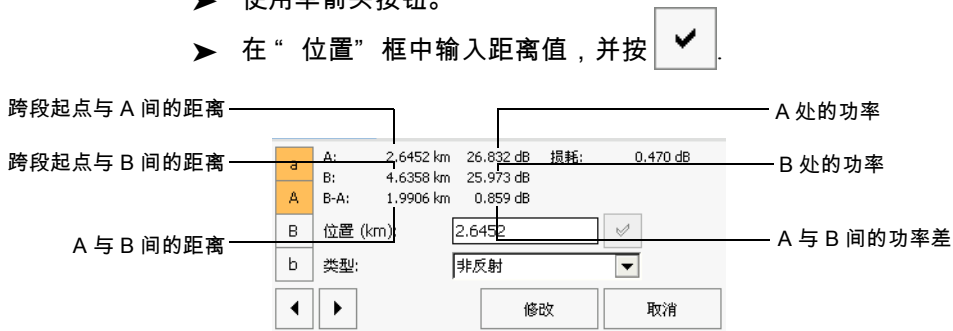 ➤ 使用单箭头按钮。
➤ 在“ 位置”框中输入距离值，并按 ✔.
跨段起点与 A 间的距离
A 处的功率
a
A: 2.6452 km 26.832 dB 损耗: 0.470 dB
跨段起点与 B 间的距离
B: 4.6358 km 25.973 dB
B 处的功率
A
B-A: 1.9906 km 0.859 dB
A 与 B 间的距离
B
位置 (km): 2.6452
A 与 B 间的功率差
b
类型: 非反射
修改
取消